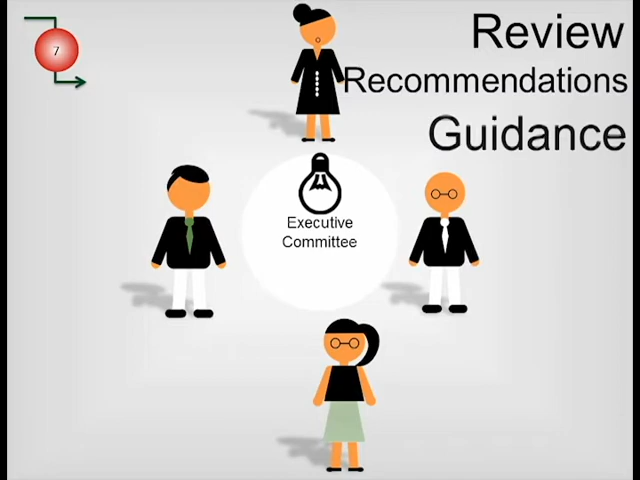 7
Review
Recommendations
Guidance
Executive
Committee